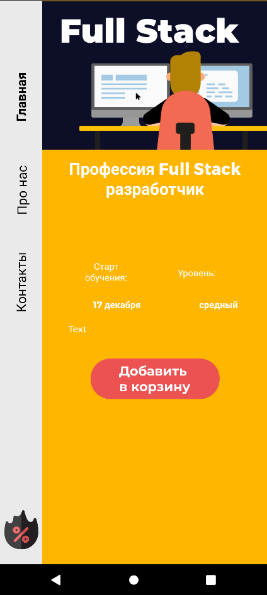 Full Stack
Главная
Про нас
Контакты
Профессия Full Stack
разработчик
Старт
обучения:
Уровень:
17 декабря
средный
Text
Добавить
в корзину
%